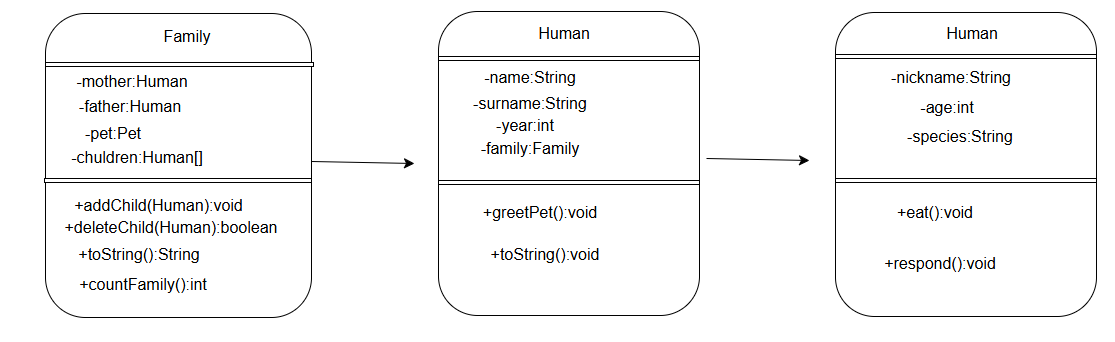 Family
-mother:Human
-father:Human
-pet:Pet
-chuldren:Human[]
+addChild(Human):void
+deleteChild(Human):boolean
+toString():String
+countFamily():int
Human
-name:String
-surname:String
-year:int
-family:Family
+greetPet():void
+toString():void
Human
-nickname:String
-age:int
-species:String
+eat():void
+respond():void